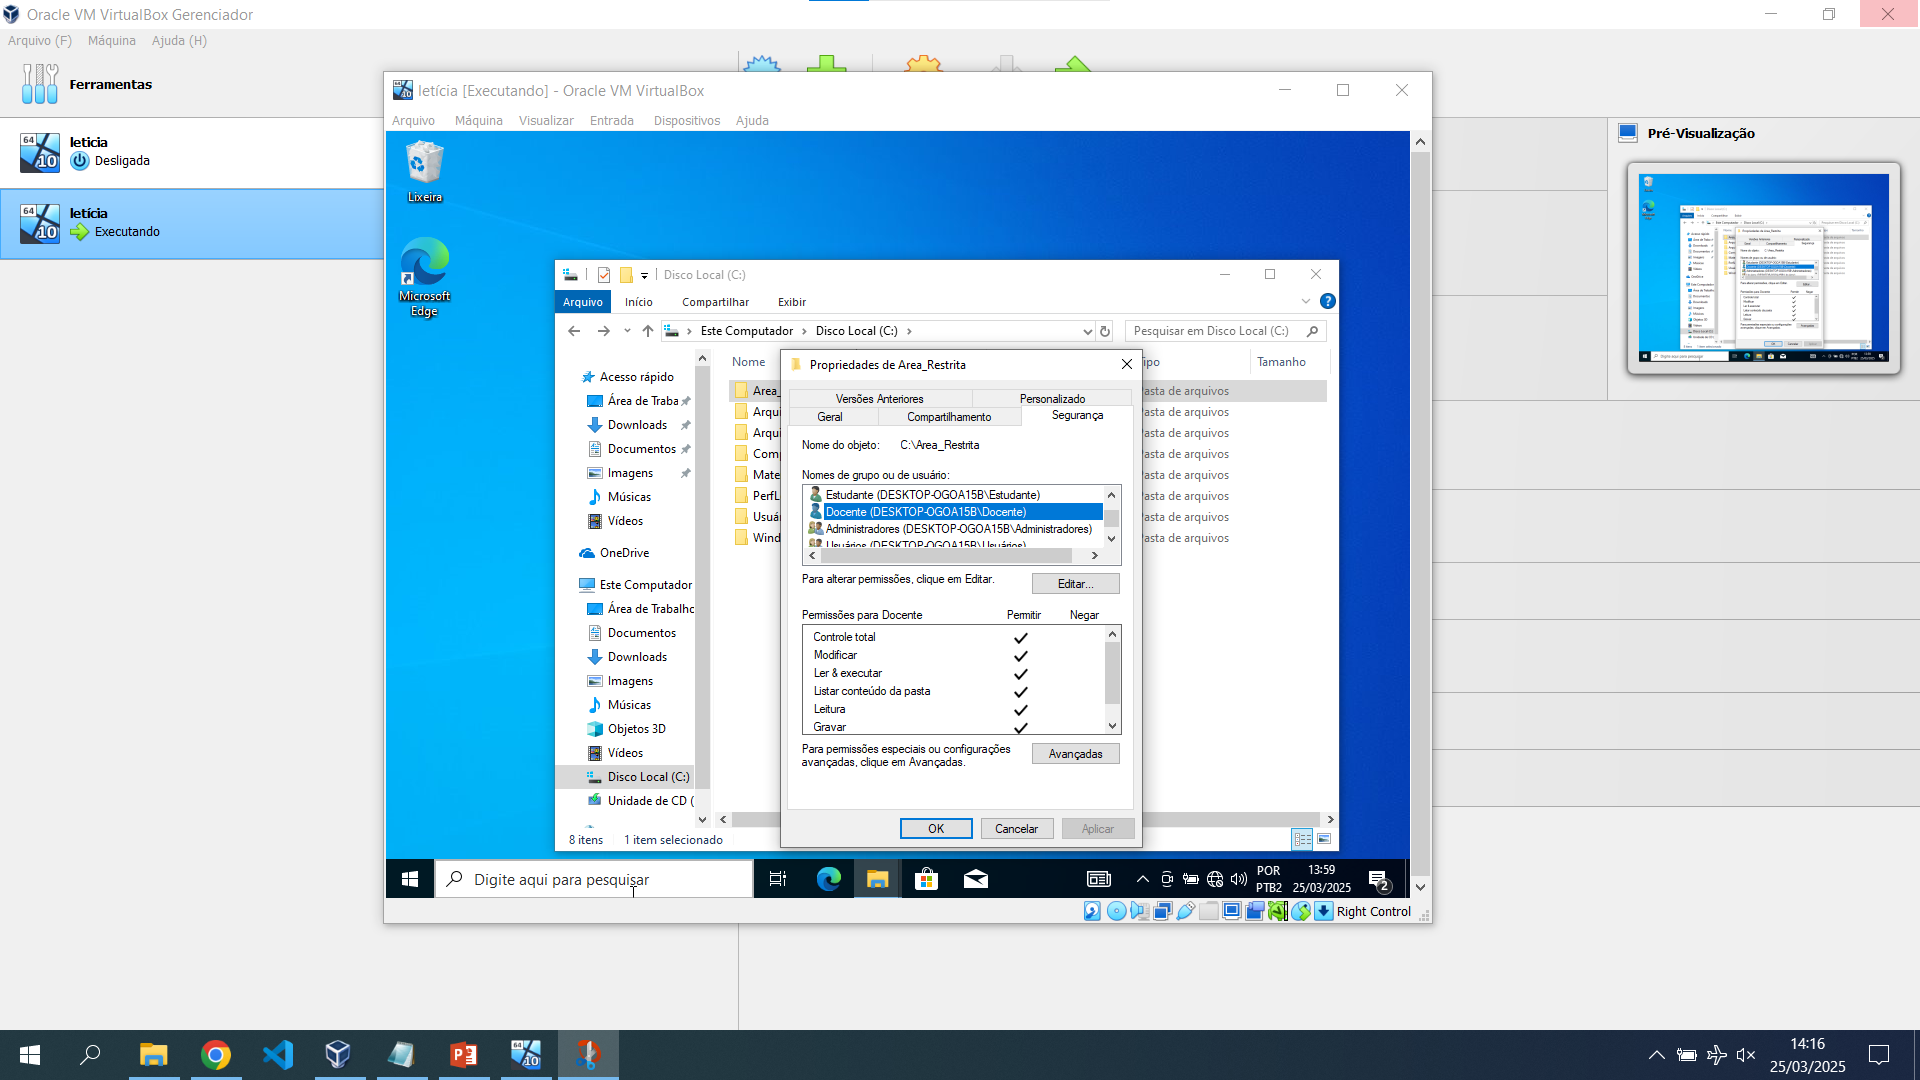 Oracle VM VirtualBox Gerenciador
Arquivo (F) Máquina Ajuda (H)
Ferramentas
leticia
Desligada
letícia
Executando
Pré-Visualização
letícia [Executando] - Oracle VM VirtualBox
Arquivo Máquina Visualizar Entrada Dispositivos Ajuda
Lixeira
Microsoft
Edge
Disco Local (C:)
Arquivo Início Compartilhar Exibir
Este Computador Disco Local (C:)
Pesquisar em Disco Local (C:)
Acesso rápido
Área de Traba
Downloads
Documentos
Imagens
Músicas
Vídeos
OneDrive
Este Computador
Área de Trabalho
Documentos
Downloads
Imagens
Músicas
Objetos 3D
Vídeos
Disco Local (C:)
Unidade de CD (
Nome
Tamanho
Area_
Arqui
Arqui
Com
Mate
PerfL
Usuá
Wind
asta de arquivos
asta de arquivos
asta de arquivos
asta de arquivos
asta de arquivos
asta de arquivos
asta de arquivos
asta de arquivos
8 itens 1 item selecionado
Propriedades de Area_Restrita
Versões Anteriores Personalizado
Geral Compartilhamento Segurança
Nome do objeto: C:\Area_Restrita
Nomes de grupo ou de usuário:
Estudante (DESKTOP-OGOA15B\Estudante)
Docente (DESKTOP-OGOA15B\Docente)
Administradores (DESKTOP-OGOA15B\Administradores)
Usuários (DESKTOP-OGOA15B\Usuários)
Para alterar permissões, clique em Editar. Editar...
Permissões para Docente Permitir Negar
Controle total
Modificar
Ler & executar
Listar conteúdo da pasta
Leitura
Gravar
Para permissões especiais ou configurações
avançadas, clique em Avançadas.
Avançadas
OK Cancelar Aplicar
Digite aqui para pesquisar
POR
PTB2
13:59
25/03/2025
2
Right Control
14:16
25/03/2025